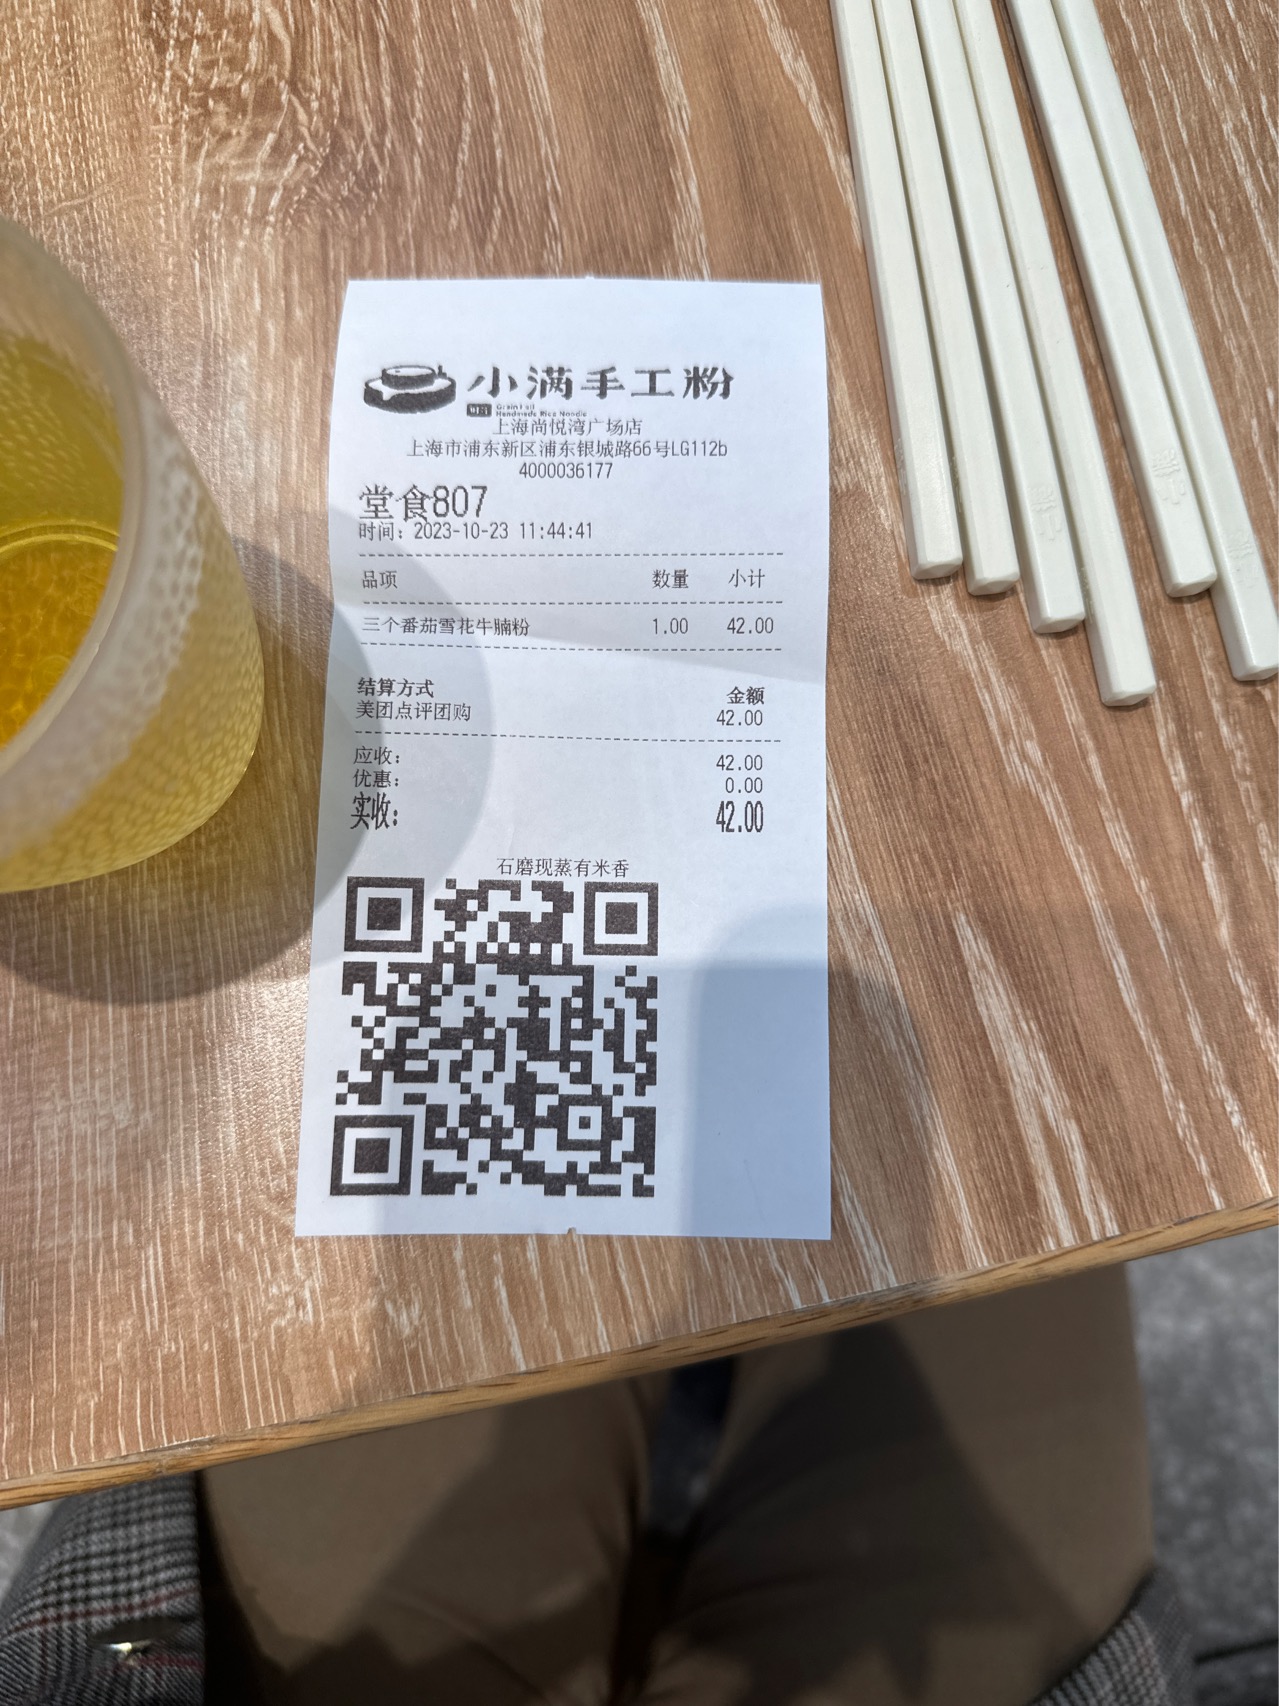 小满手工粉
Grain Full
Handmade Rice Noodle
上海尚悦湾广场店
上海市浦东新区浦东银城路66号LG112b
4000036177
堂食807
时间：2023-10-23 11:44:41
品项 数量 小计
三个番茄雪花牛腩粉 1.00 42.00
结算方式 金额
美团点评团购 42.00
应收： 42.00
优惠： 0.00
实收： 42.00
石磨现蒸有米香